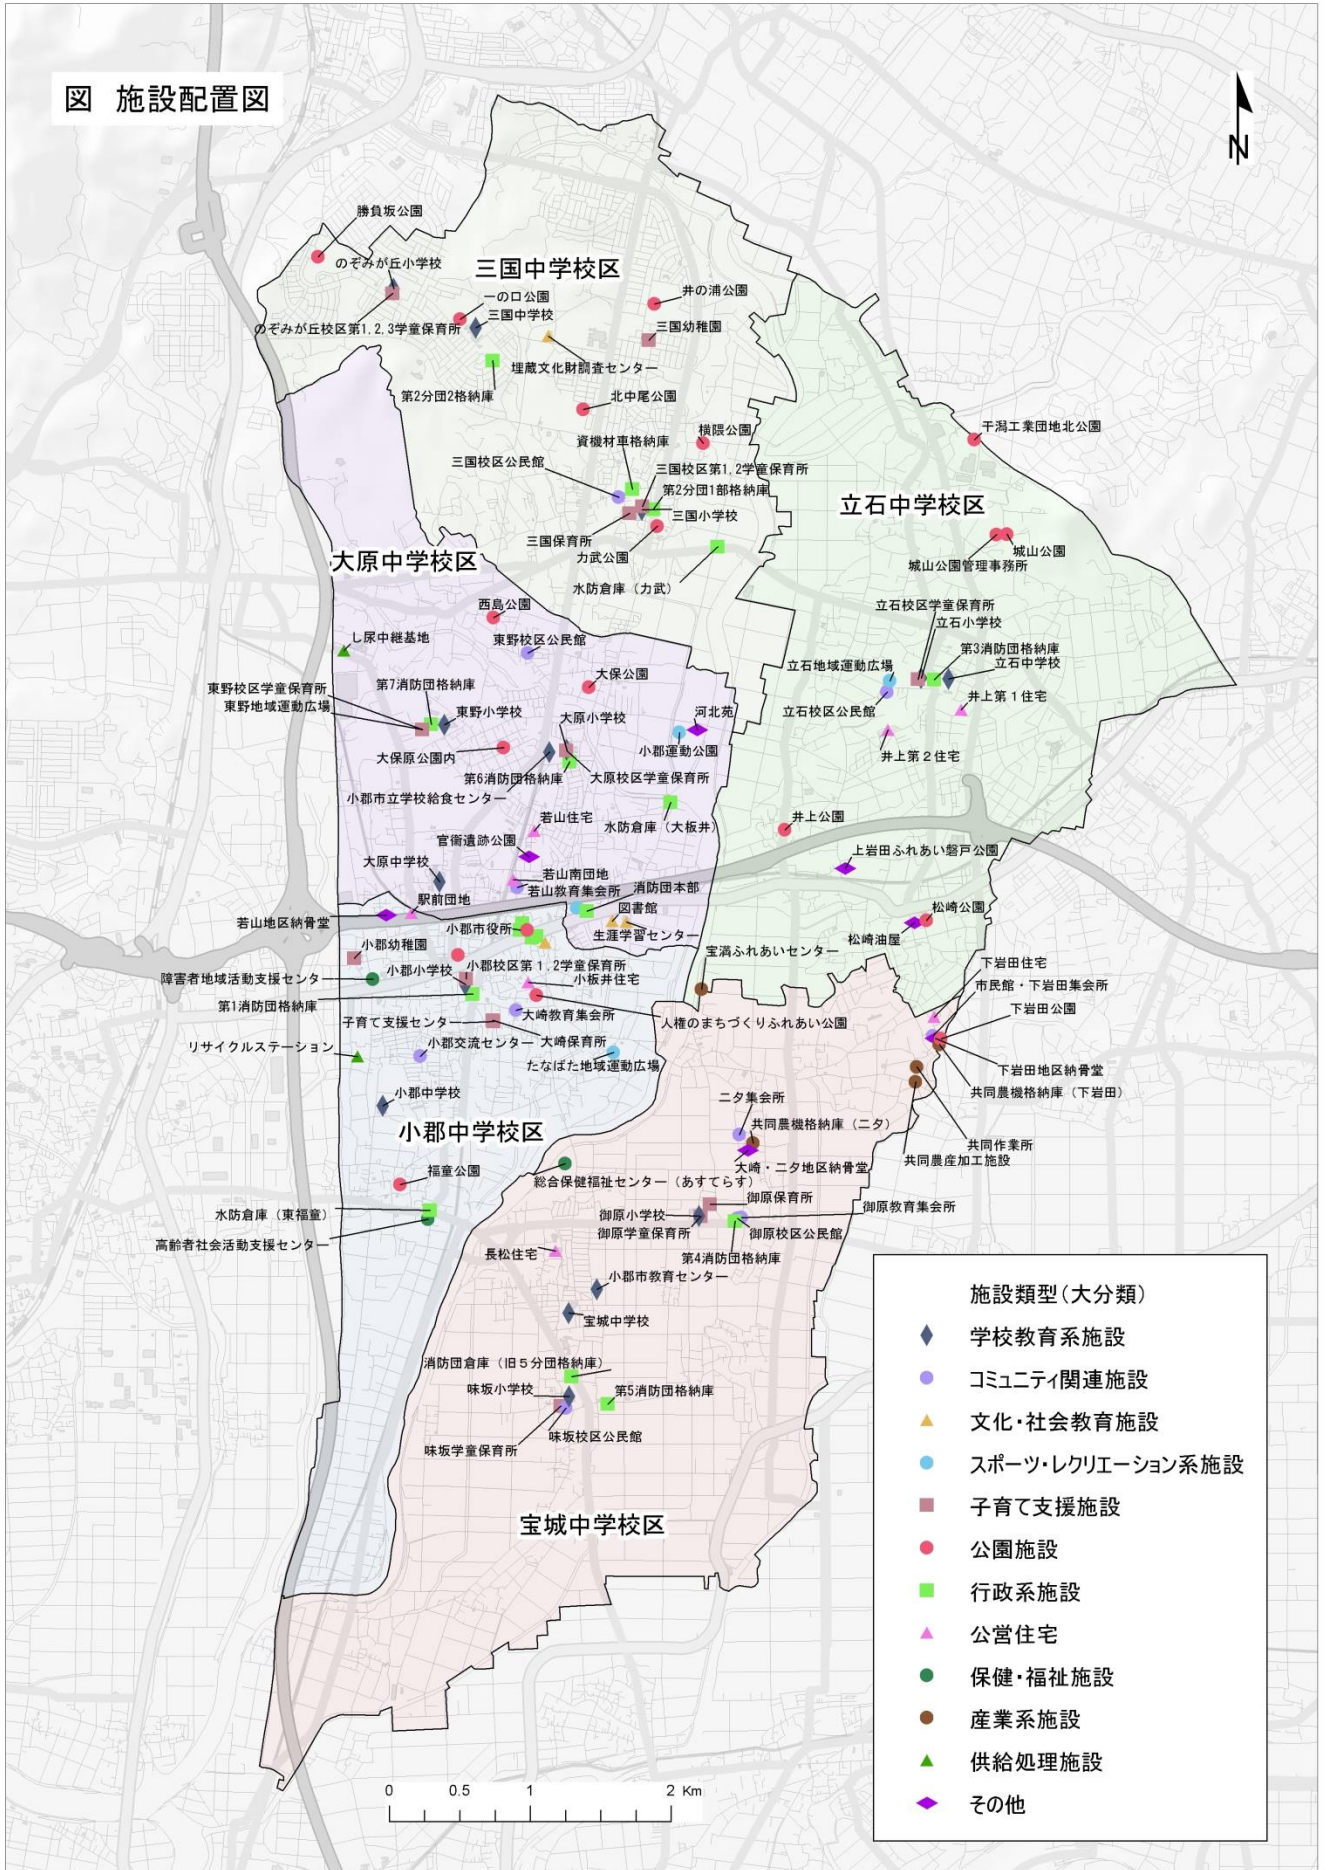 図 施設配置図
N
勝負坂公園
のぞみが丘小学校
三国中学校区
一の口公園
井の浦公園
三国中学校
三国幼稚園
のぞみが丘校区第1,2,3学童保育所
埋蔵文化財調査センター
第2分団2格納庫
北中尾公園
横隈公園
干潟工業団地北公園
資機材車格納庫
三国校区公民館
三国校区第1,2学童保育所
第2分団1部格納庫
立石中学校区
三国小学校
三国保育所
力武公園
城山公園
城山公園管理事務所
大原中学校区
水防倉庫（力武）
西島公園
立石校区学童保育所
立石小学校
し尿中継基地
東野校区公民館
第3消防団格納庫
立石地域運動広場
立石中学校
大保公園
東野校区学童保育所
第7消防団格納庫
東野地域運動広場
東野小学校
大原小学校
河北苑
立石校区公民館
井上第1住宅
大保原公園内
小郡運動公園
井上第2住宅
第6消防団格納庫
大原校区学童保育所
小郡市立学校給食センター
若山住宅
水防倉庫（大板井）
井上公園
官衙遺跡公園
上岩田ふれあい磐戸公園
大原中学校
若山南団地
若山教育集会所
消防団本部
駅前団地
図書館
松崎公園
若山地区納骨堂
小郡市役所
生涯学習センター
松崎油屋
小郡幼稚園
宝満ふれあいセンター
下岩田住宅
小郡小学校
小郡校区第1,2学童保育所
障害者地域活動支援センター
小板井住宅
市民館・下岩田集会所
第1消防団格納庫
下岩田公園
大崎教育集会所
人権のまちづくりふれあい公園
子育て支援センター
大崎保育所
リサイクルステーション
小郡交流センター
たなばた地域運動広場
下岩田地区納骨堂
共同農機格納庫（下岩田）
小郡中学校
二夕集会所
小郡中学校区
共同農機格納庫（二夕）
共同作業所
大崎・二夕地区納骨堂
共同農産加工施設
福童公園
総合保健福祉センター（あすてらす）
御原保育所
水防倉庫（東福童）
御原小学校
御原教育集会所
御原学童保育所
御原校区公民館
高齢者社会活動支援センター
長松住宅
第4消防団格納庫
小郡市教育センター
宝城中学校
消防団倉庫（旧5分団格納庫）
味坂小学校
第5消防団格納庫
味坂校区公民館
味坂学童保育所
宝城中学校区
施設類型（大分類）
学校教育系施設
コミュニティ関連施設
文化・社会教育施設
スポーツ・レクリエーション系施設
子育て支援施設
公園施設
行政系施設
公営住宅
保健・福祉施設
産業系施設
供給処理施設
その他
0 0.5 1 2 Km